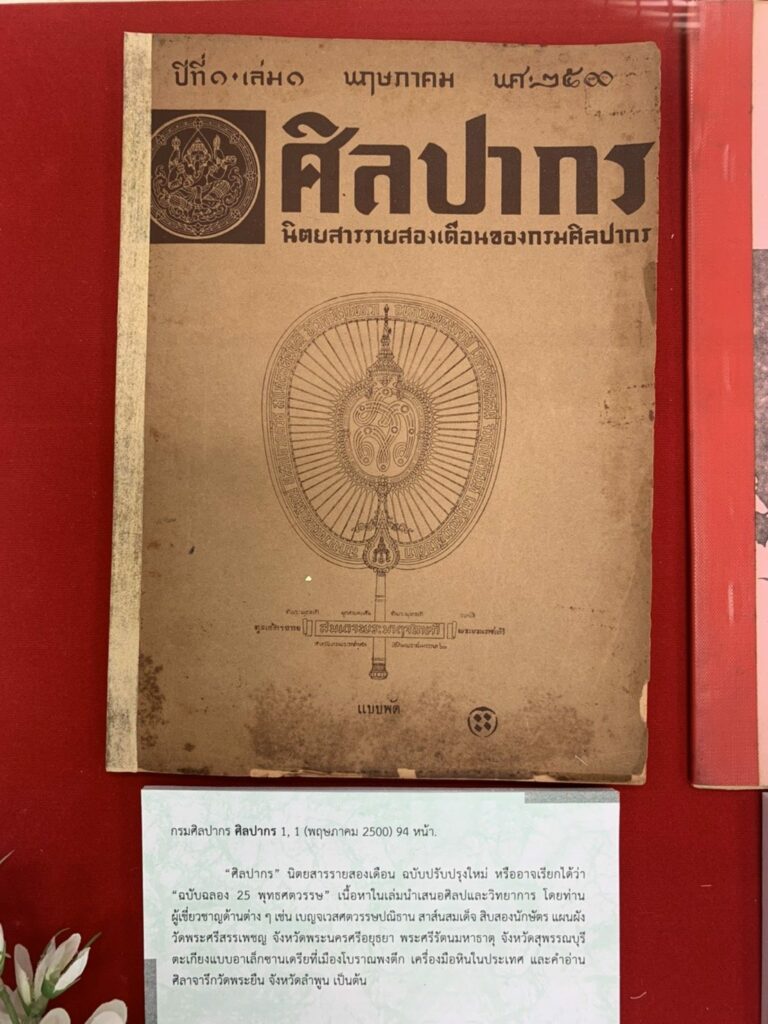 ปีที่ ๑ • เล่ม ๑ พฤษภาคม พ.ศ. ๒๕๐๐
ศิลปากร
นิตยสารรายสองเดือนของกรมศิลปากร
แบบพัด
กรมศิลปากร ศิลปากร 1, 1 (พฤษภาคม 2500) 94 หน้า.
“ศิลปากร” นิตยสารรายสองเดือน ฉบับปรับปรุงใหม่ หรืออาจเรียกได้ว่า
“ฉบับฉลอง 25 พุทธศตวรรษ” เนื้อหาในเล่มนำเสนอศิลปและวิทยาการ โดยท่าน
ผู้เชี่ยวชาญด้านต่าง ๆ เช่น เบญจเวสศตวรรษปณิธาน สาส์นสมเด็จ สิบสองนักษัตร แผนผัง
วัดพระศรีสรรเพชญ จังหวัดพระนครศรีอยุธยา พระศรีรัตนมหาธาตุ จังหวัดสุพรรณบุรี
ตะเกียงแบบอาเล็กซานเดรียที่เมืองโบราณพงตึก เครื่องมือหินในประเทศ และคำอ่าน
ศิลาจารึกวัดพระยืน จังหวัดลำพูน เป็นต้น